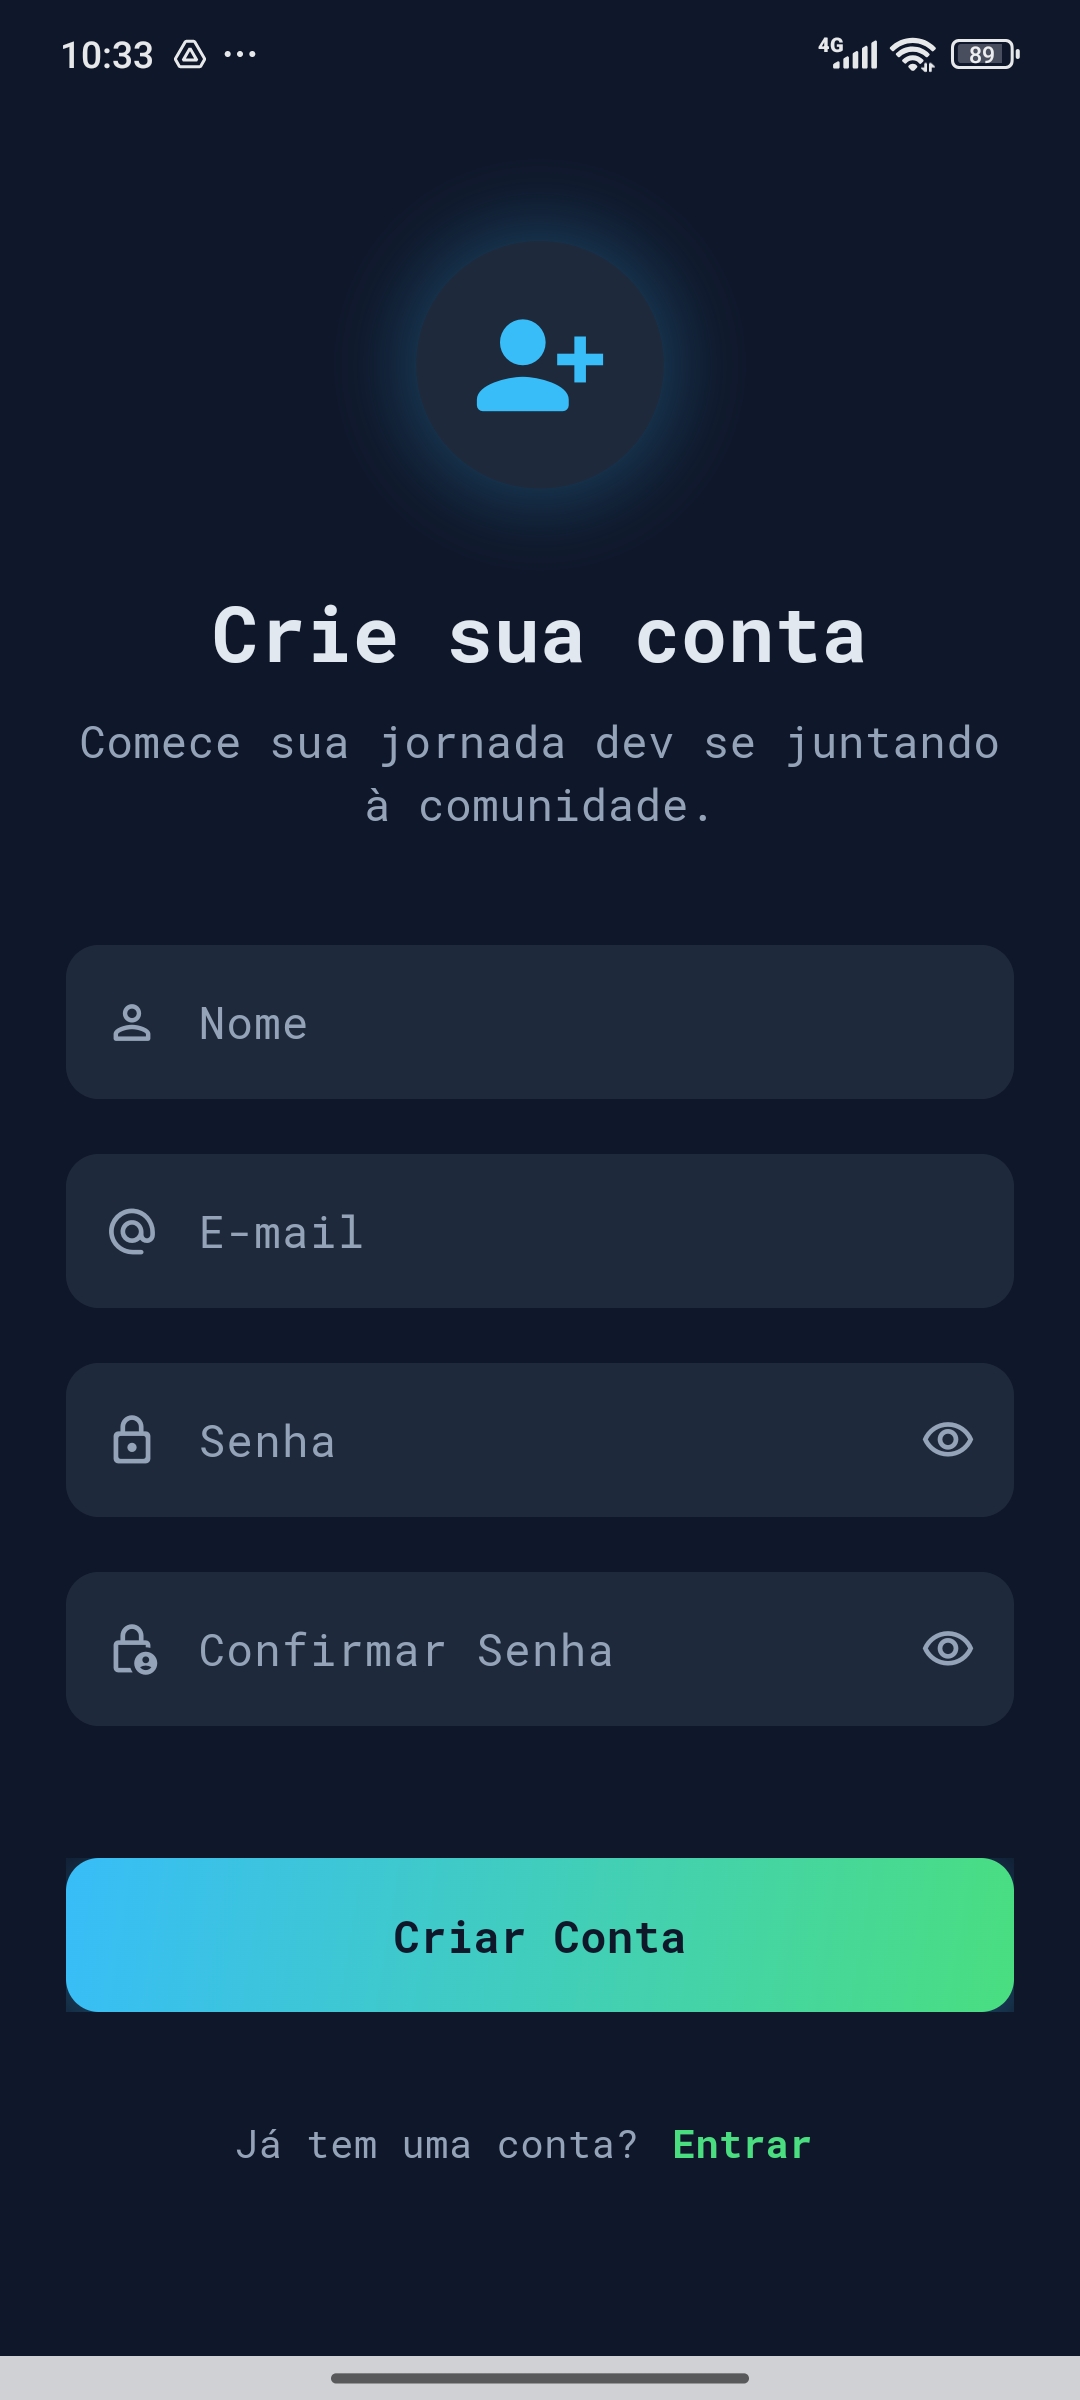 10:33
4G
89
Crie sua conta
Comece sua jornada dev se juntando
à comunidade.
Nome
E-mail
Senha
Confirmar Senha
Criar Conta
Já tem uma conta? Entrar